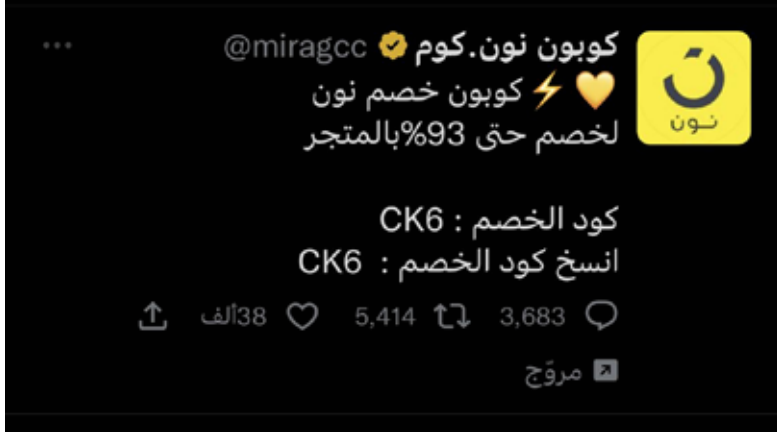 كوبون نون.كوم @miragcc
💛⚡ كوبون خصم نون
لخصم حتى 93%بالمتجر
كود الخصم : CK6
انسخ كود الخصم : CK6
3,683 5,414 38ألف
مروّج
نون